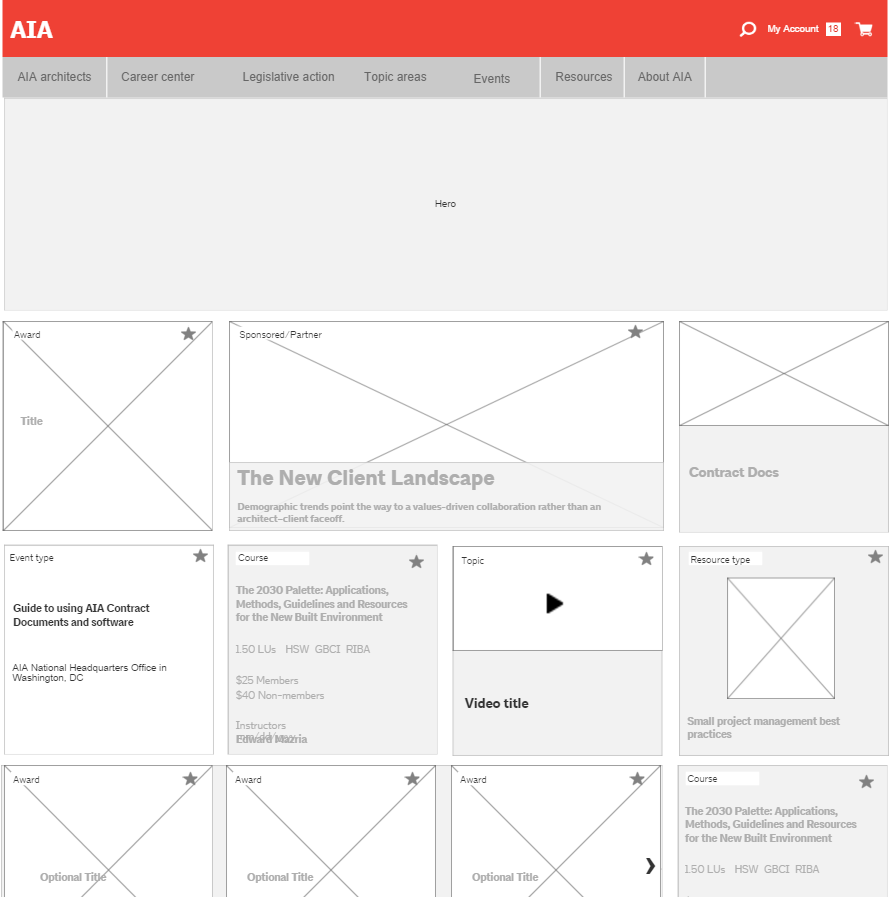 AIA
My Account 18
AIA architects
Career center
Legislative action
Topic areas
Events
Resources
About AIA
Hero
Award
Title
Sponsored/Partner
The New Client Landscape
Demographic trends point the way to a values-driven collaboration rather than an
architect-client faceoff.
Contract Docs
Event type
Guide to using AIA Contract
Documents and software
AIA National Headquarters Office in
Washington, DC
Course
The 2030 Palette: Applications,
Methods, Guidelines and Resources
for the New Built Environment
1.50 LUs HSW GBCI RIBA
$25 Members
$40 Non-members
Instructors
Edward Mazria
Topic
Video title
Resource type
Small project management best
practices
Award
Optional Title
Award
Optional Title
Award
Optional Title
Course
The 2030 Palette: Applications,
Methods, Guidelines and Resources
for the New Built Environment
1.50 LUs HSW GBCI RIBA